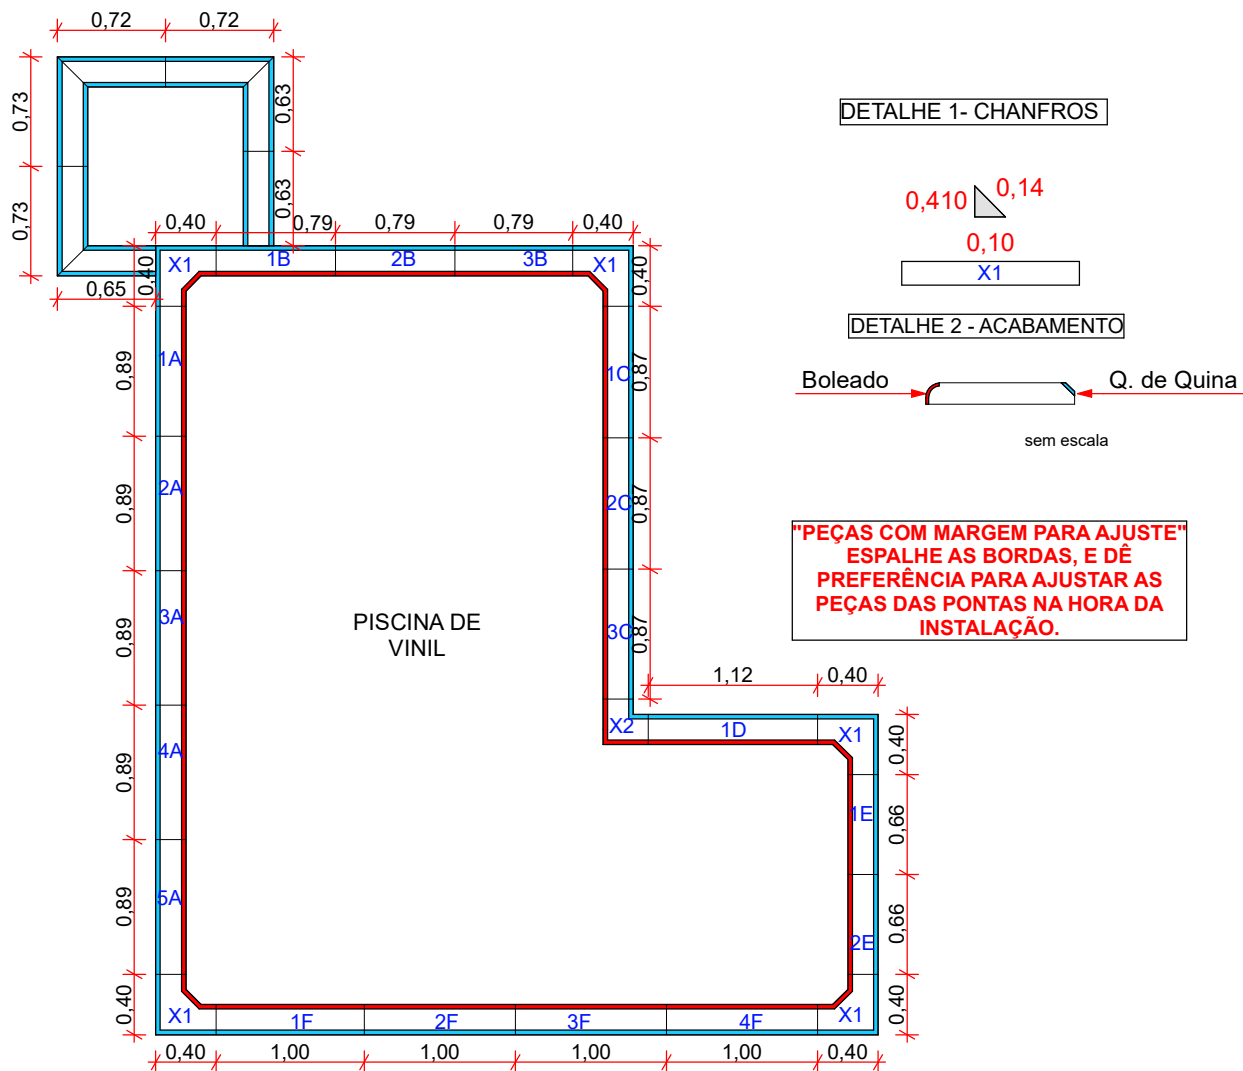 0,72
0,72
0,73
0,73
0,63
0,63
0,65
0,40
0,79
0,79
0,79
0,40
0,40
X1
1B
2B
3B
X1
0,40
0,89
1A
0,89
2A
0,89
3A
0,89
4A
0,89
5A
0,40
X1
1C
0,87
2C
0,87
3C
0,87
PISCINA DE
VINIL
X2
1,12
0,40
1D
X1
0,40
1E
0,66
0,66
2E
0,40
X1
1F
2F
3F
4F
0,40
1,00
1,00
1,00
1,00
0,40
DETALHE 1- CHANFROS
0,410
0,14
0,10
X1
DETALHE 2 - ACABAMENTO
Boleado
Q. de Quina
sem escala
"PEÇAS COM MARGEM PARA AJUSTE"
ESPALHE AS BORDAS, E DÊ
PREFERÊNCIA PARA AJUSTAR AS
PEÇAS DAS PONTAS NA HORA DA
INSTALAÇÃO.